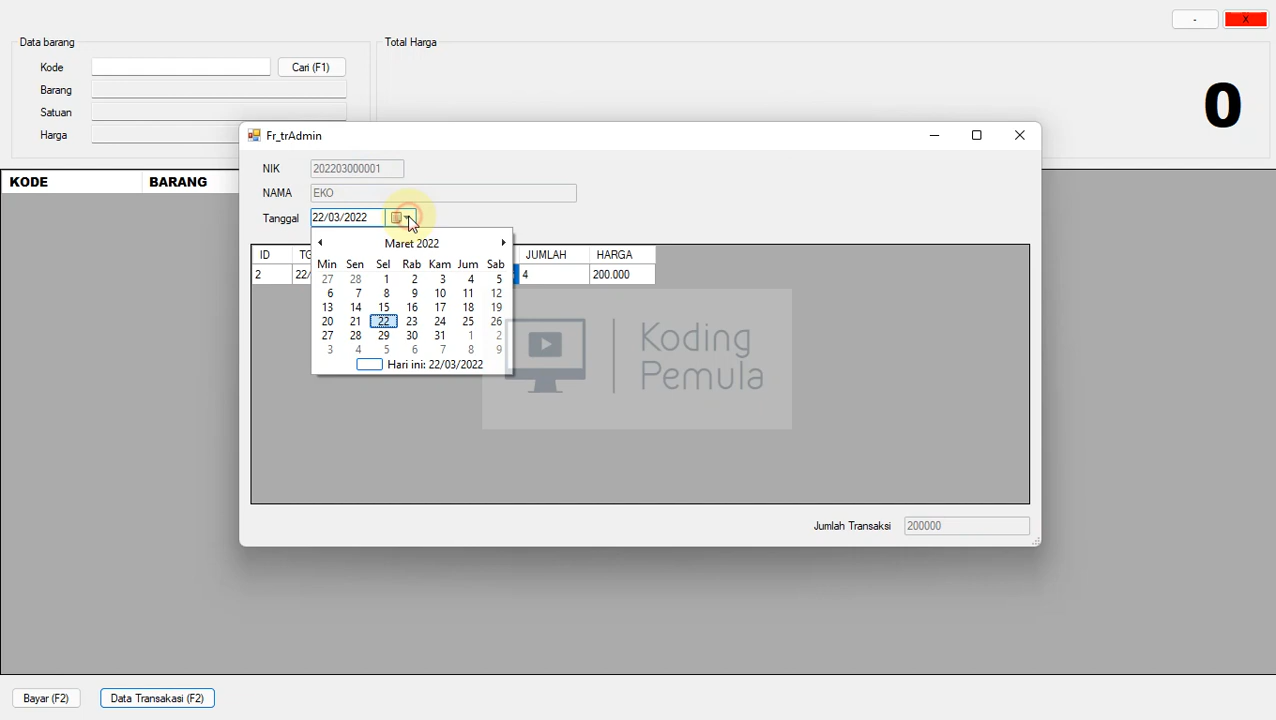 - X
Data barang
Total Harga
Kode
Cari (F1)
Barang
Satuan
Harga
0
Fr_trAdmin
NIK 202203000001
NAMA EKO
Tanggal 22/03/2022
KODE BARANG
Maret 2022
Min Sen Sel Rab Kam Jum Sab
27 28 1 2 3 4 5
6 7 8 9 10 11 12
13 14 15 16 17 18 19
20 21 22 23 24 25 26
27 28 29 30 31 1 2
3 4 5 6 7 8 9
Hari ini: 22/03/2022
ID JUMLAH HARGA
2 22/ 4 200.000
Koding
Pemula
Jumlah Transaksi 200000
Bayar (F2) Data Transakasi (F2)